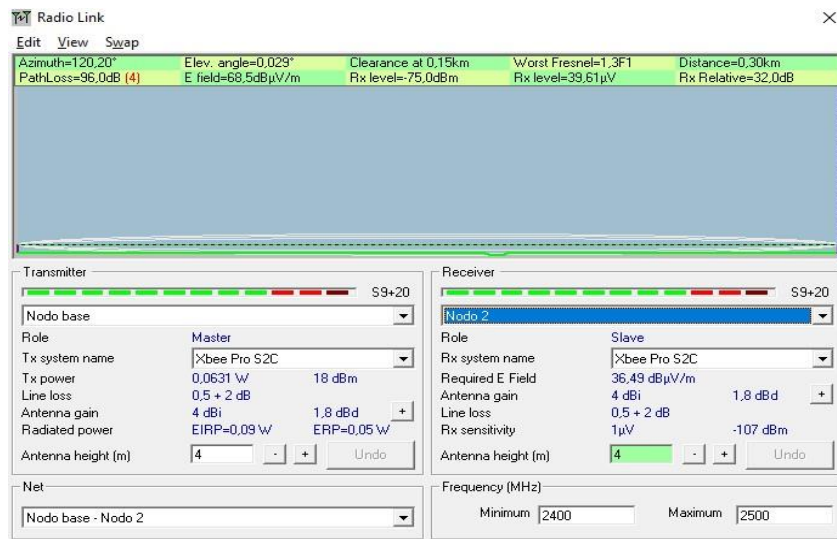 Radio Link
Edit View Swap
Azimuth=120,20° Elev. angle=0,029° Clearance at 0,15km Worst Fresnel=1,3F1 Distance=0,30km
PathLoss=96,0dB (4) E field=68,5dBµV/m Rx level=-75,0dBm Rx level=39,61µV Rx Relative=32,0dB
Transmitter
S9+20
Nodo base
Role Master
Tx system name Xbee Pro S2C
Tx power 0,0631 W 18 dBm
Line loss 0,5 + 2 dB
Antenna gain 4 dBi 1,8 dBd +
Radiated power EIRP=0,09 W ERP=0,05 W
Antenna height (m) 4 - + Undo
Receiver
S9+20
Nodo 2
Role Slave
Rx system name Xbee Pro S2C
Required E Field 36,49 dBµV/m
Antenna gain 4 dBi 1,8 dBd +
Line loss 0,5 + 2 dB
Rx sensitivity 1µV -107 dBm
Antenna height (m) 4 - + Undo
Net
Nodo base - Nodo 2
Frequency (MHz)
Minimum 2400 Maximum 2500